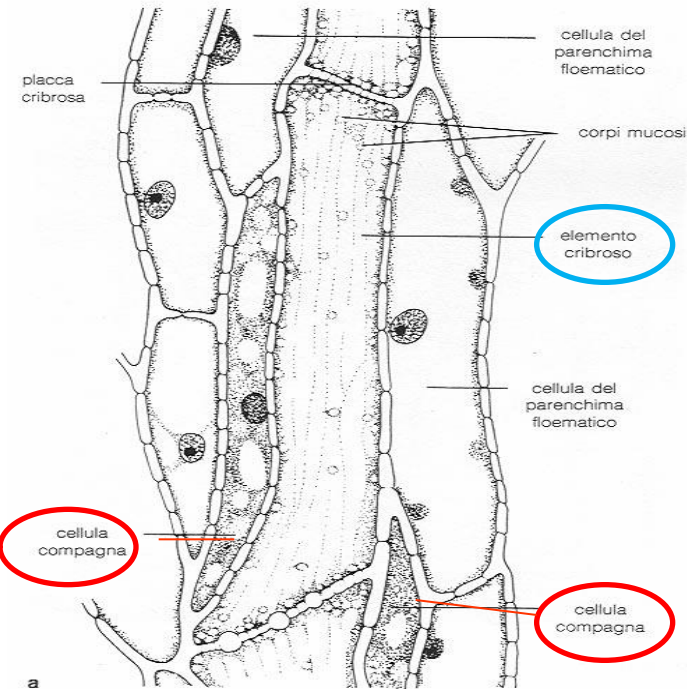 cellula del
parenchima
floematico
placca
cribrosa
corpi mucosi
elemento
cribroso
cellula del
parenchima
floematico
cellula
compagna
cellula
compagna
a